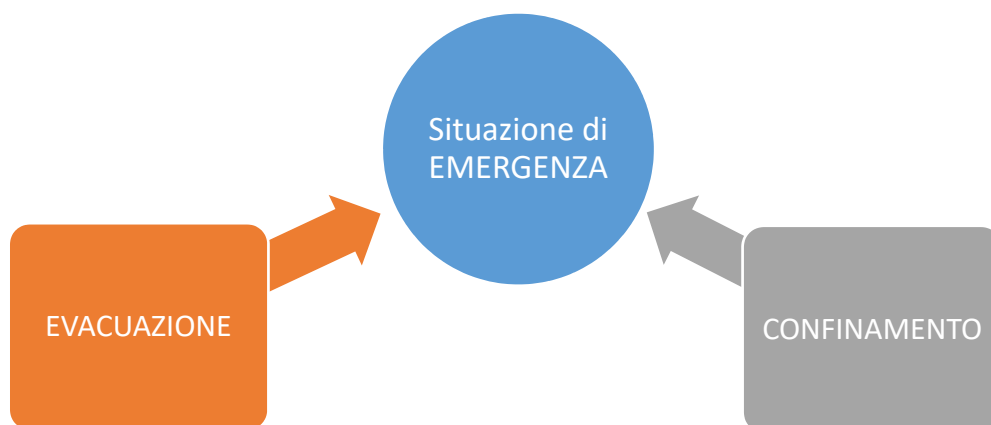 Situazione di
EMERGENZA
EVACUAZIONE
CONFINAMENTO